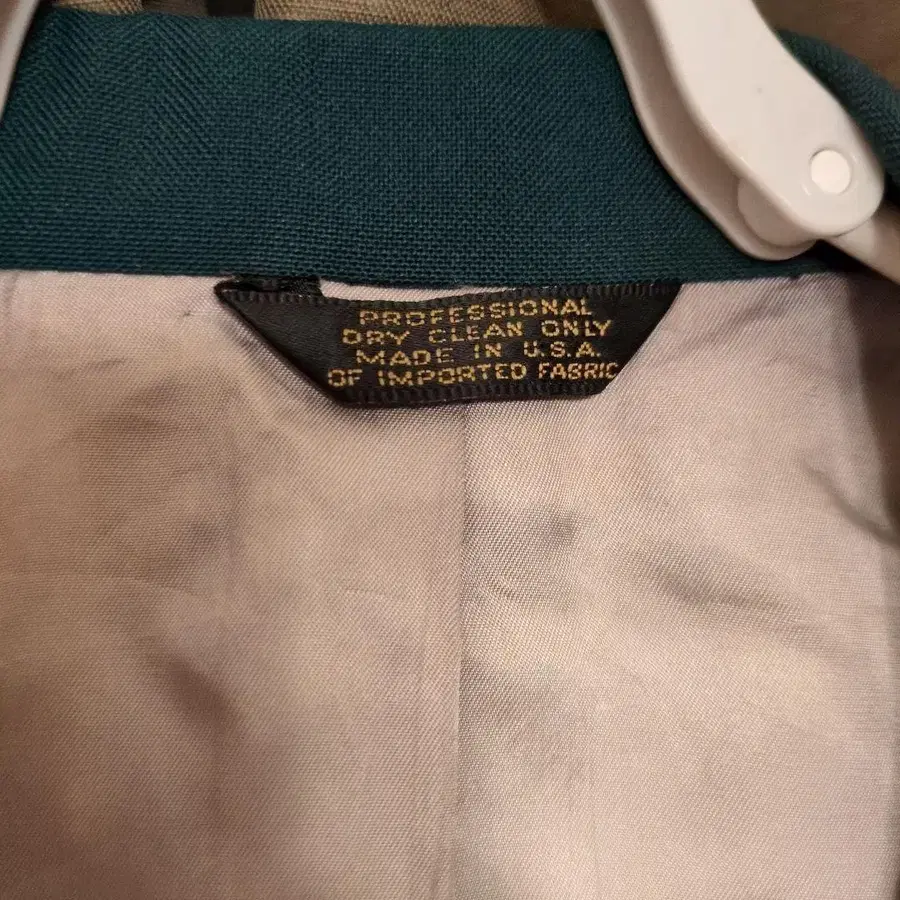 PROFESSIONAL
DRY CLEAN ONLY
MADE IN U.S.A.
OF IMPORTED FABRIC